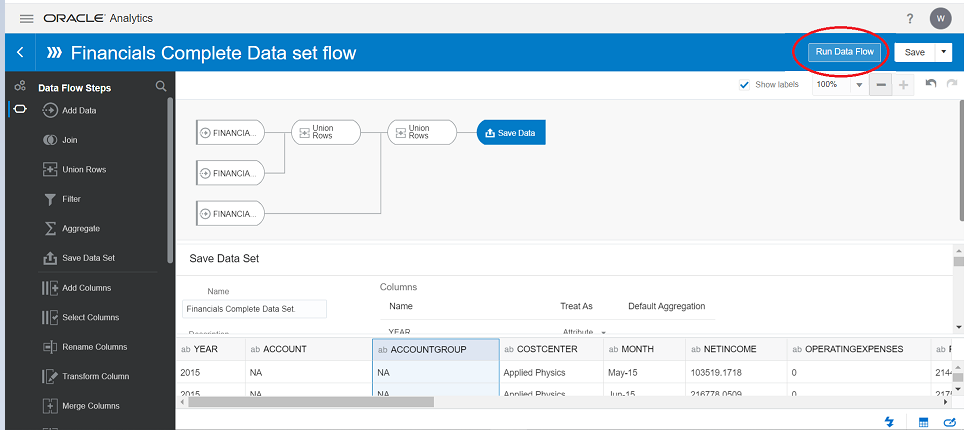 ORACLE Analytics
?
W
Financials Complete Data set flow
Run Data Flow
Save
Data Flow Steps
Show labels
100%
Add Data
Join
Union Rows
Filter
Aggregate
Save Data Set
Add Columns
Select Columns
Rename Columns
Transform Column
Merge Columns
FINANCIA...
Union
Rows
Union
Rows
Save Data
FINANCIA...
FINANCIA...
Save Data Set
Name
Financials Complete Data Set.
Description
Columns
Name Treat As Default Aggregation
YEAR Attribute
ab YEAR ab ACCOUNT ab ACCOUNTGROUP ab COSTCENTER ab MONTH ab NETINCOME ab OPERATINGEXPENSES ab
2015 NA NA Applied Physics May-15 103519.1718 0
2015 NA NA Applied Physics Jun-15 216778.0509 0